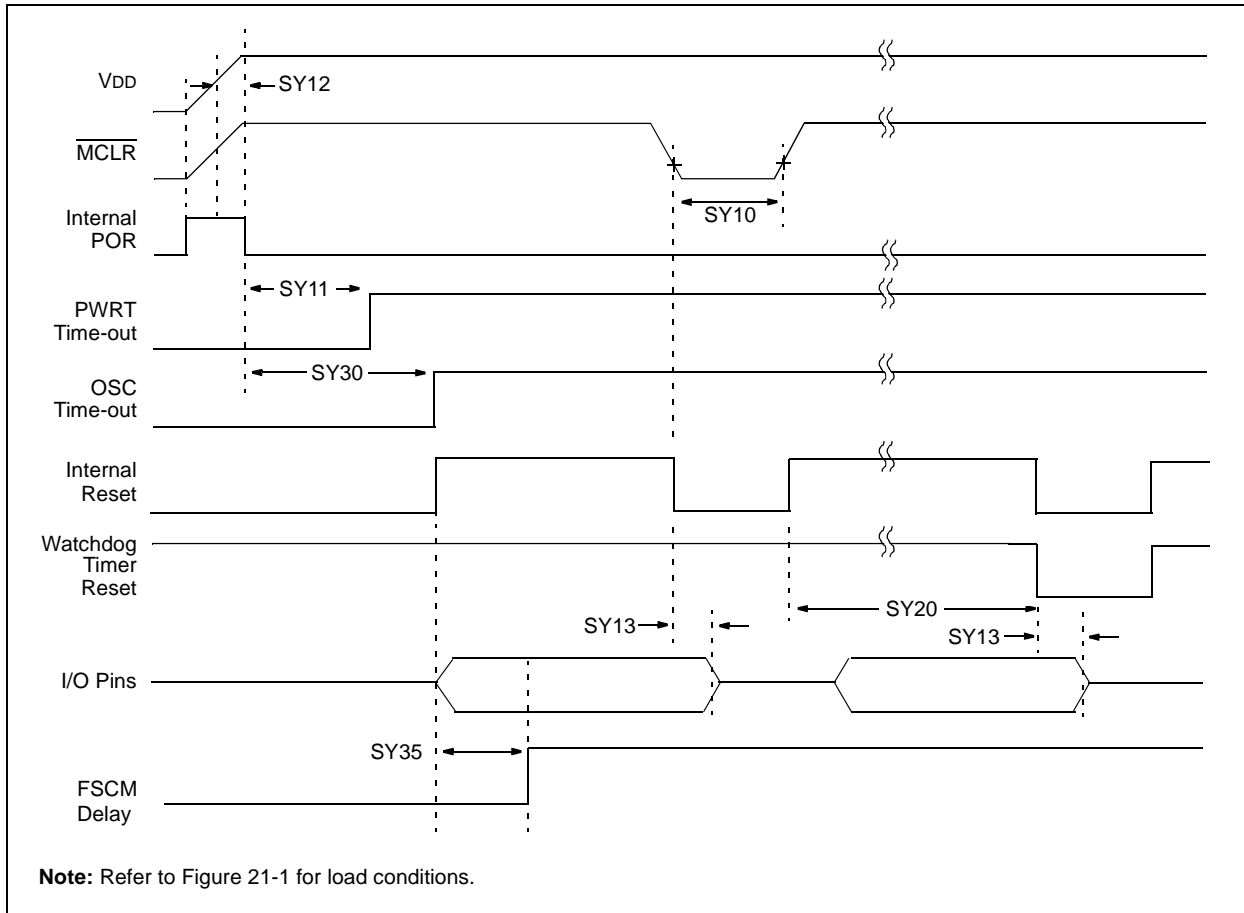 VDD
SY12
MCLR
SY10
Internal
POR
SY11
PWRT
Time-out
SY30
OSC
Time-out
Internal
Reset
Watchdog
Timer
Reset
SY20
SY13
SY13
I/O Pins
SY35
FSCM
Delay
Note: Refer to Figure 21-1 for load conditions.